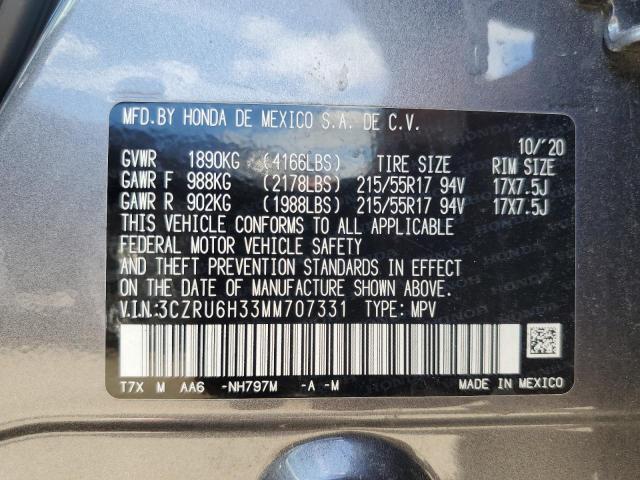 MFD.BY HONDA DE MEXICO S.A. DE C.V.
10/'20
GVWR 1890KG (4166LBS) TIRE SIZE RIM SIZE
GAWR F 988KG (2178LBS) 215/55R17 94V 17X7.5J
GAWR R 902KG (1988LBS) 215/55R17 94V 17X7.5J
THIS VEHICLE CONFORMS TO ALL APPLICABLE
FEDERAL MOTOR VEHICLE SAFETY
AND THEFT PREVENTION STANDARDS IN EFFECT
ON THE DATE OF MANUFACTURE SHOWN ABOVE.
V.I.N.:3CZRU6H33MM707331 TYPE: MPV
T7X M AA6 -NH797M -A -M
MADE IN MEXICO